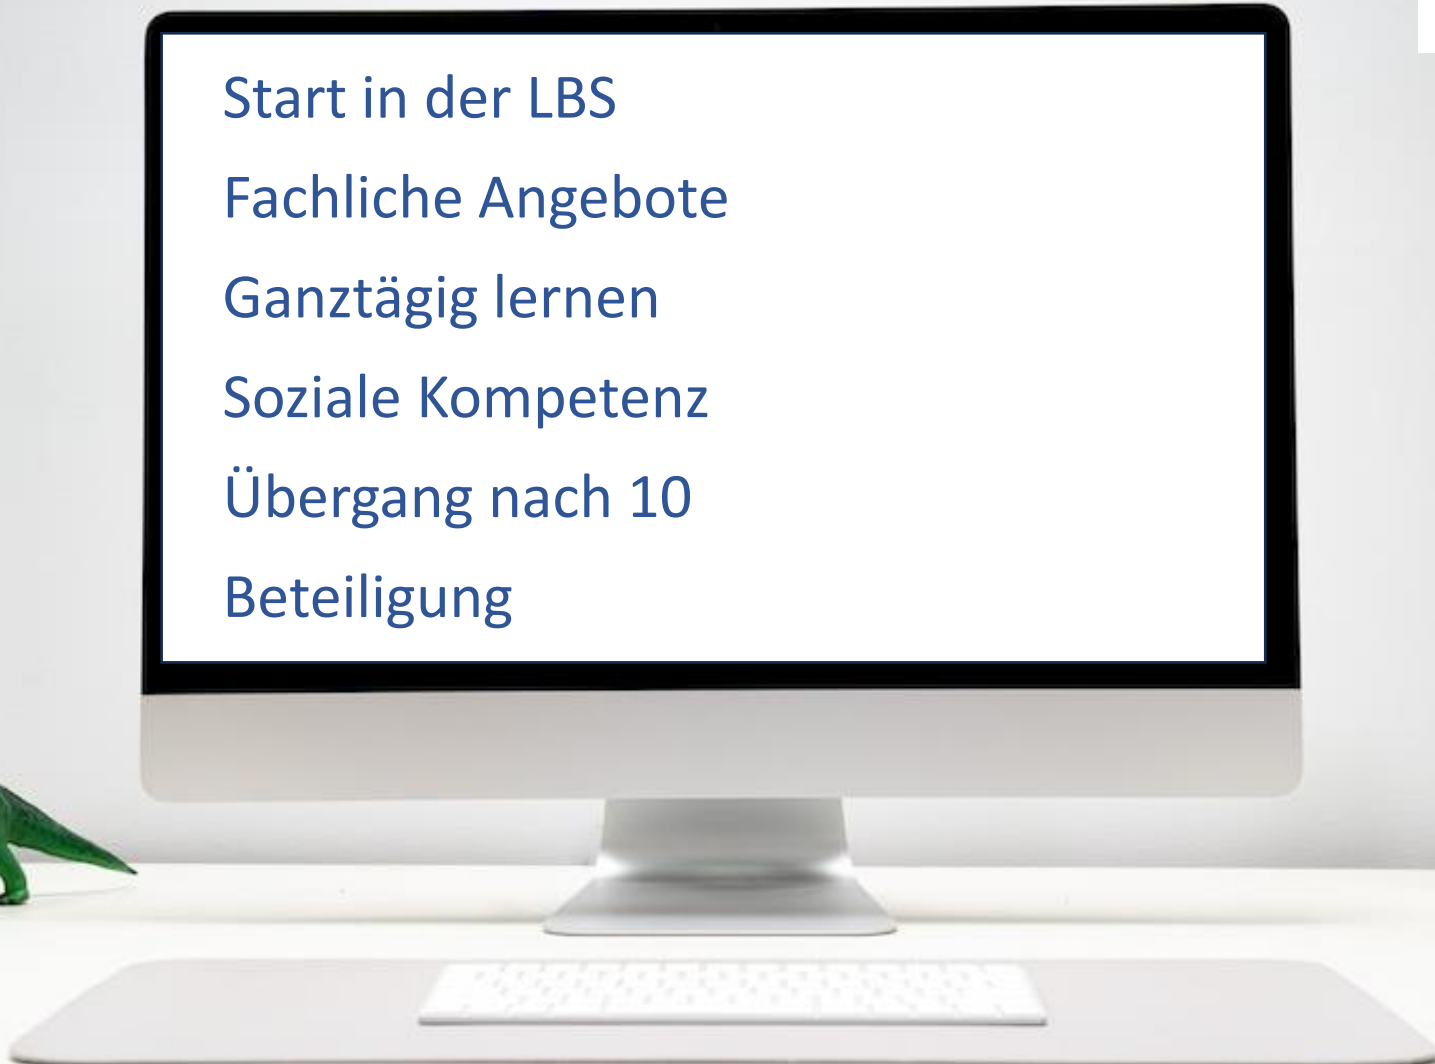 Start in der LBS
Fachliche Angebote
Ganztägig lernen
Soziale Kompetenz
Übergang nach 10
Beteiligung